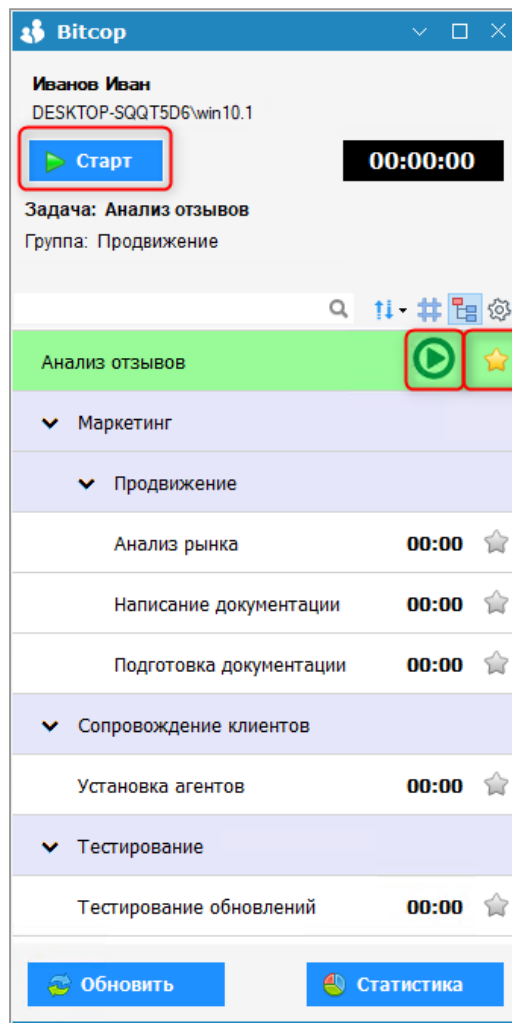 Bitcop
Иванов Иван
DESKTOP-SQQT5D6\win10.1
Старт 00:00:00
Задача: Анализ отзывов
Группа: Продвижение
Анализ отзывов
Маркетинг
Продвижение
Анализ рынка 00:00
Написание документации 00:00
Подготовка документации 00:00
Сопровождение клиентов
Установка агентов 00:00
Тестирование
Тестирование обновлений 00:00
Обновить Статистика